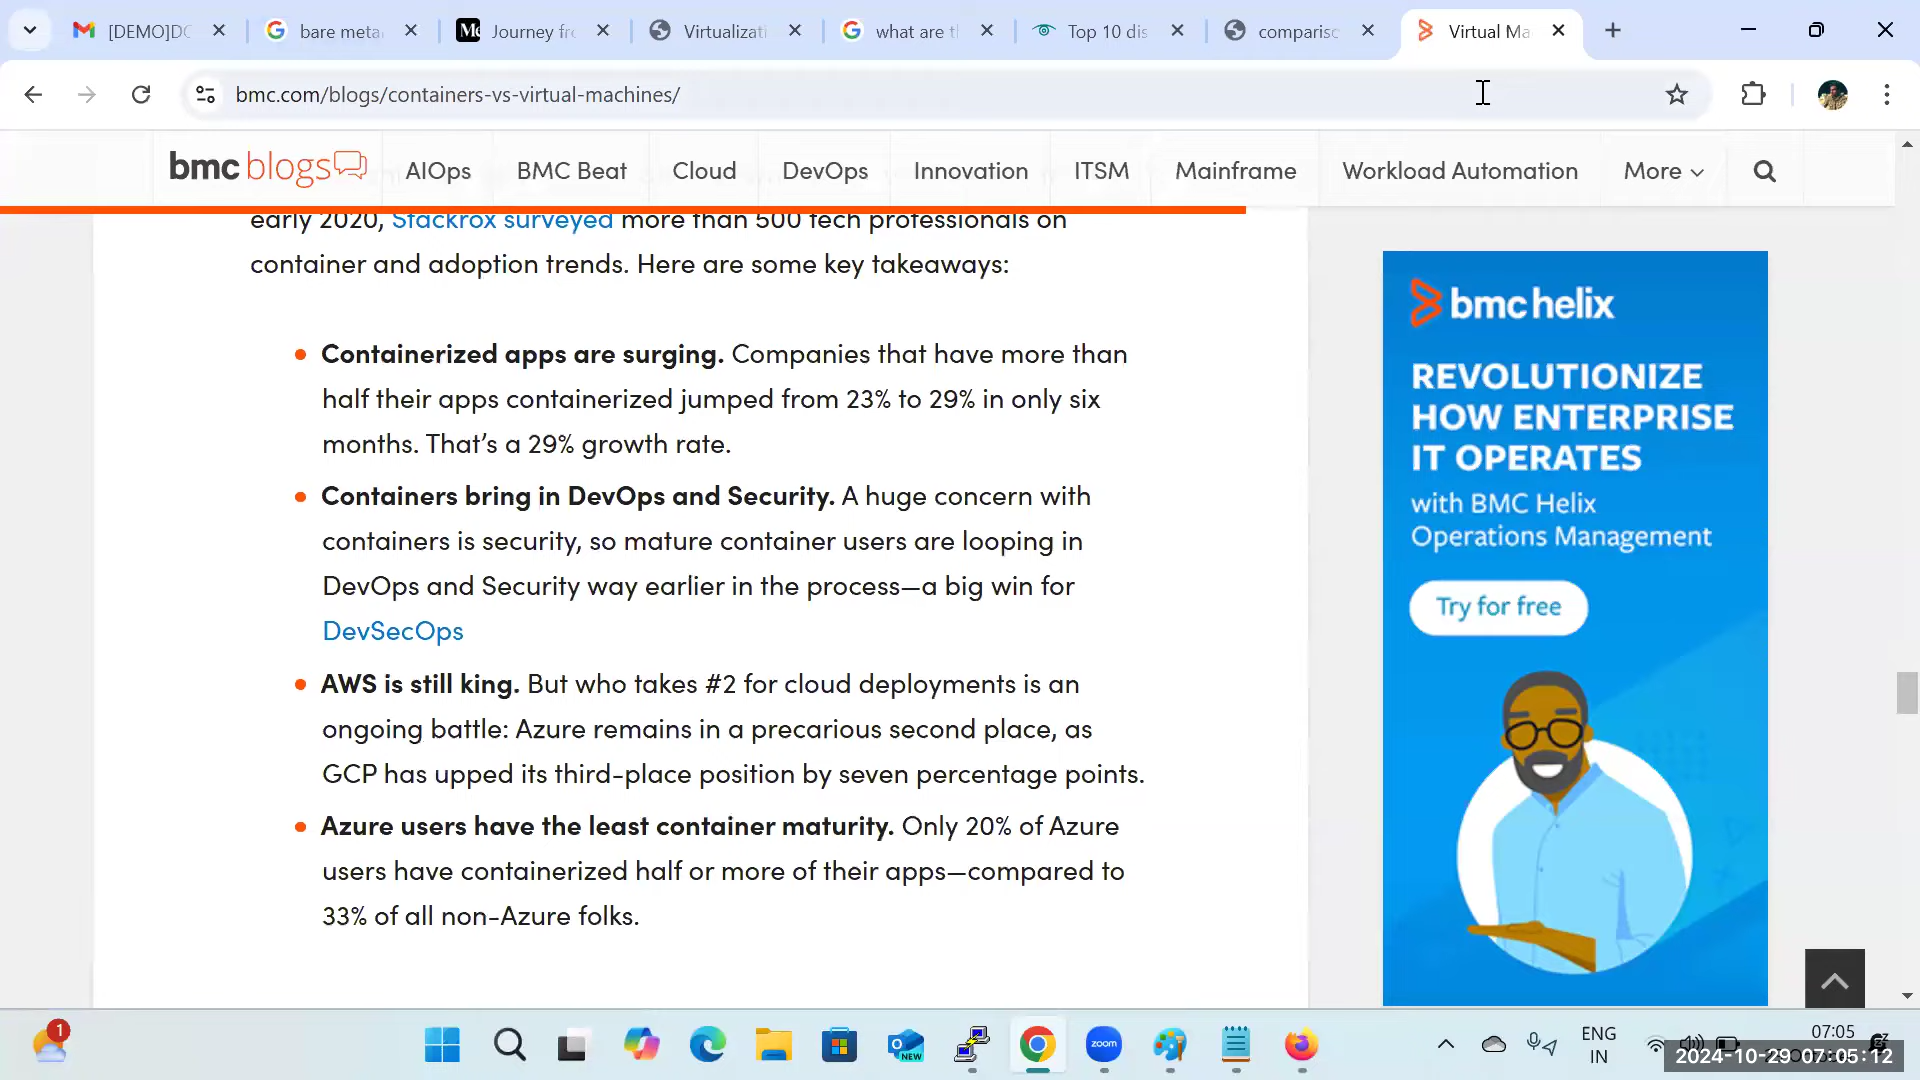 [DEMO]DC
bare meta
Journey fr
Virtualizati
what are t
Top 10 dis
comparisc
Virtual Ma
bmc.com/blogs/containers-vs-virtual-machines/
bmc blogs
AIOps
BMC Beat
Cloud
DevOps
Innovation
ITSM
Mainframe
Workload Automation
More
early 2020, Stackrox surveyed more than 500 tech professionals on
container and adoption trends. Here are some key takeaways:
Containerized apps are surging. Companies that have more than
half their apps containerized jumped from 23% to 29% in only six
months. That’s a 29% growth rate.
Containers bring in DevOps and Security. A huge concern with
containers is security, so mature container users are looping in
DevOps and Security way earlier in the process—a big win for
DevSecOps
AWS is still king. But who takes #2 for cloud deployments is an
ongoing battle: Azure remains in a precarious second place, as
GCP has upped its third-place position by seven percentage points.
Azure users have the least container maturity. Only 20% of Azure
users have containerized half or more of their apps—compared to
33% of all non-Azure folks.
bmc helix
REVOLUTIONIZE
HOW ENTERPRISE
IT OPERATES
with BMC Helix
Operations Management
Try for free
1
NEW
zoom
ENG
IN
07:05
2024-10-29 07:05:12